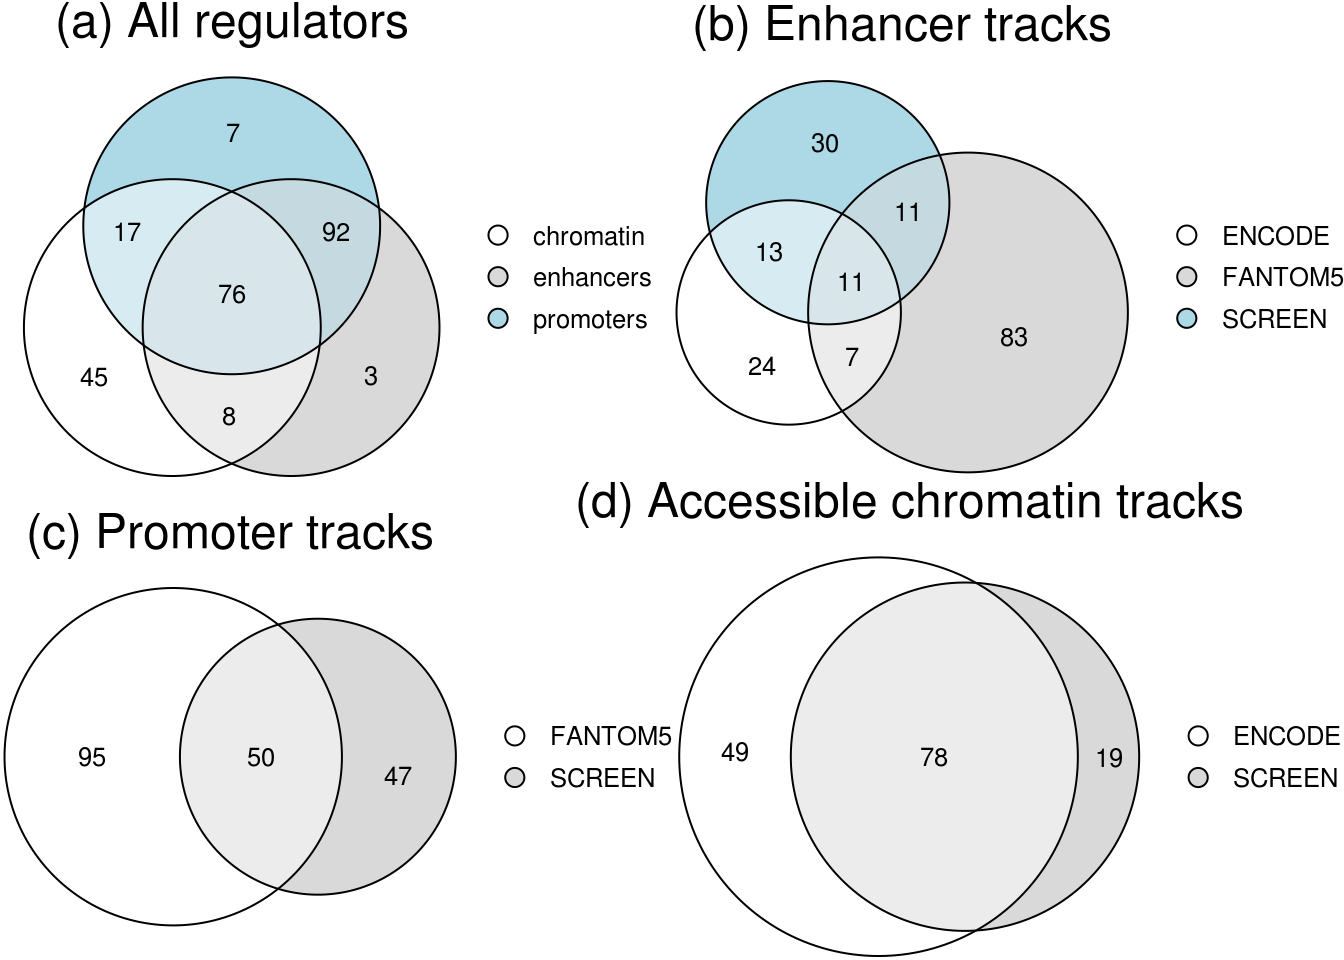 (a) All regulators
7
17
92
76
45
8
3
chromatin
enhancers
promoters
(b) Enhancer tracks
30
11
13
11
24
7
83
ENCODE
FANTOM5
SCREEN
(c) Promoter tracks
95
50
47
FANTOM5
SCREEN
(d) Accessible chromatin tracks
49
78
19
ENCODE
SCREEN